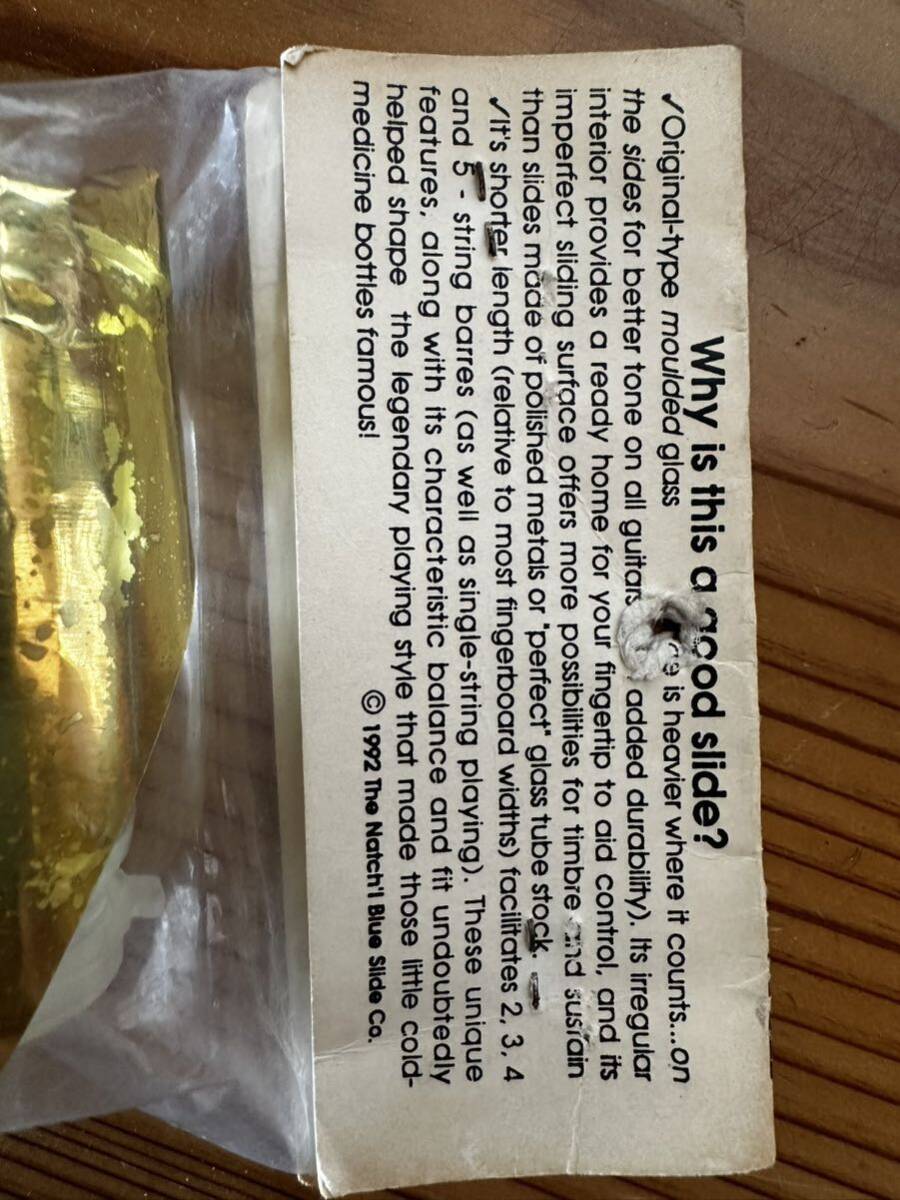 Why is this a good slide?
✓Original-type moulded glass is heavier where it counts...on
the sides for better tone on all guitars added durability). Its irregular
interior provides a ready home for your fingertip to aid control, and its
imperfect sliding surface offers more possibilities for timbre and sustain
than slides made of polished metals or "perfect" glass tube stock.
✓It's shorter length (relative to most fingerboard widths) facilitates 2, 3, 4
and 5 - string barres (as well as single-string playing). These unique
features, along with its characteristic balance and fit undoubtedly
helped shape the legendary playing style that made those little cold-
medicine bottles famous!
© 1992 The Natch'l Blue Slide Co.